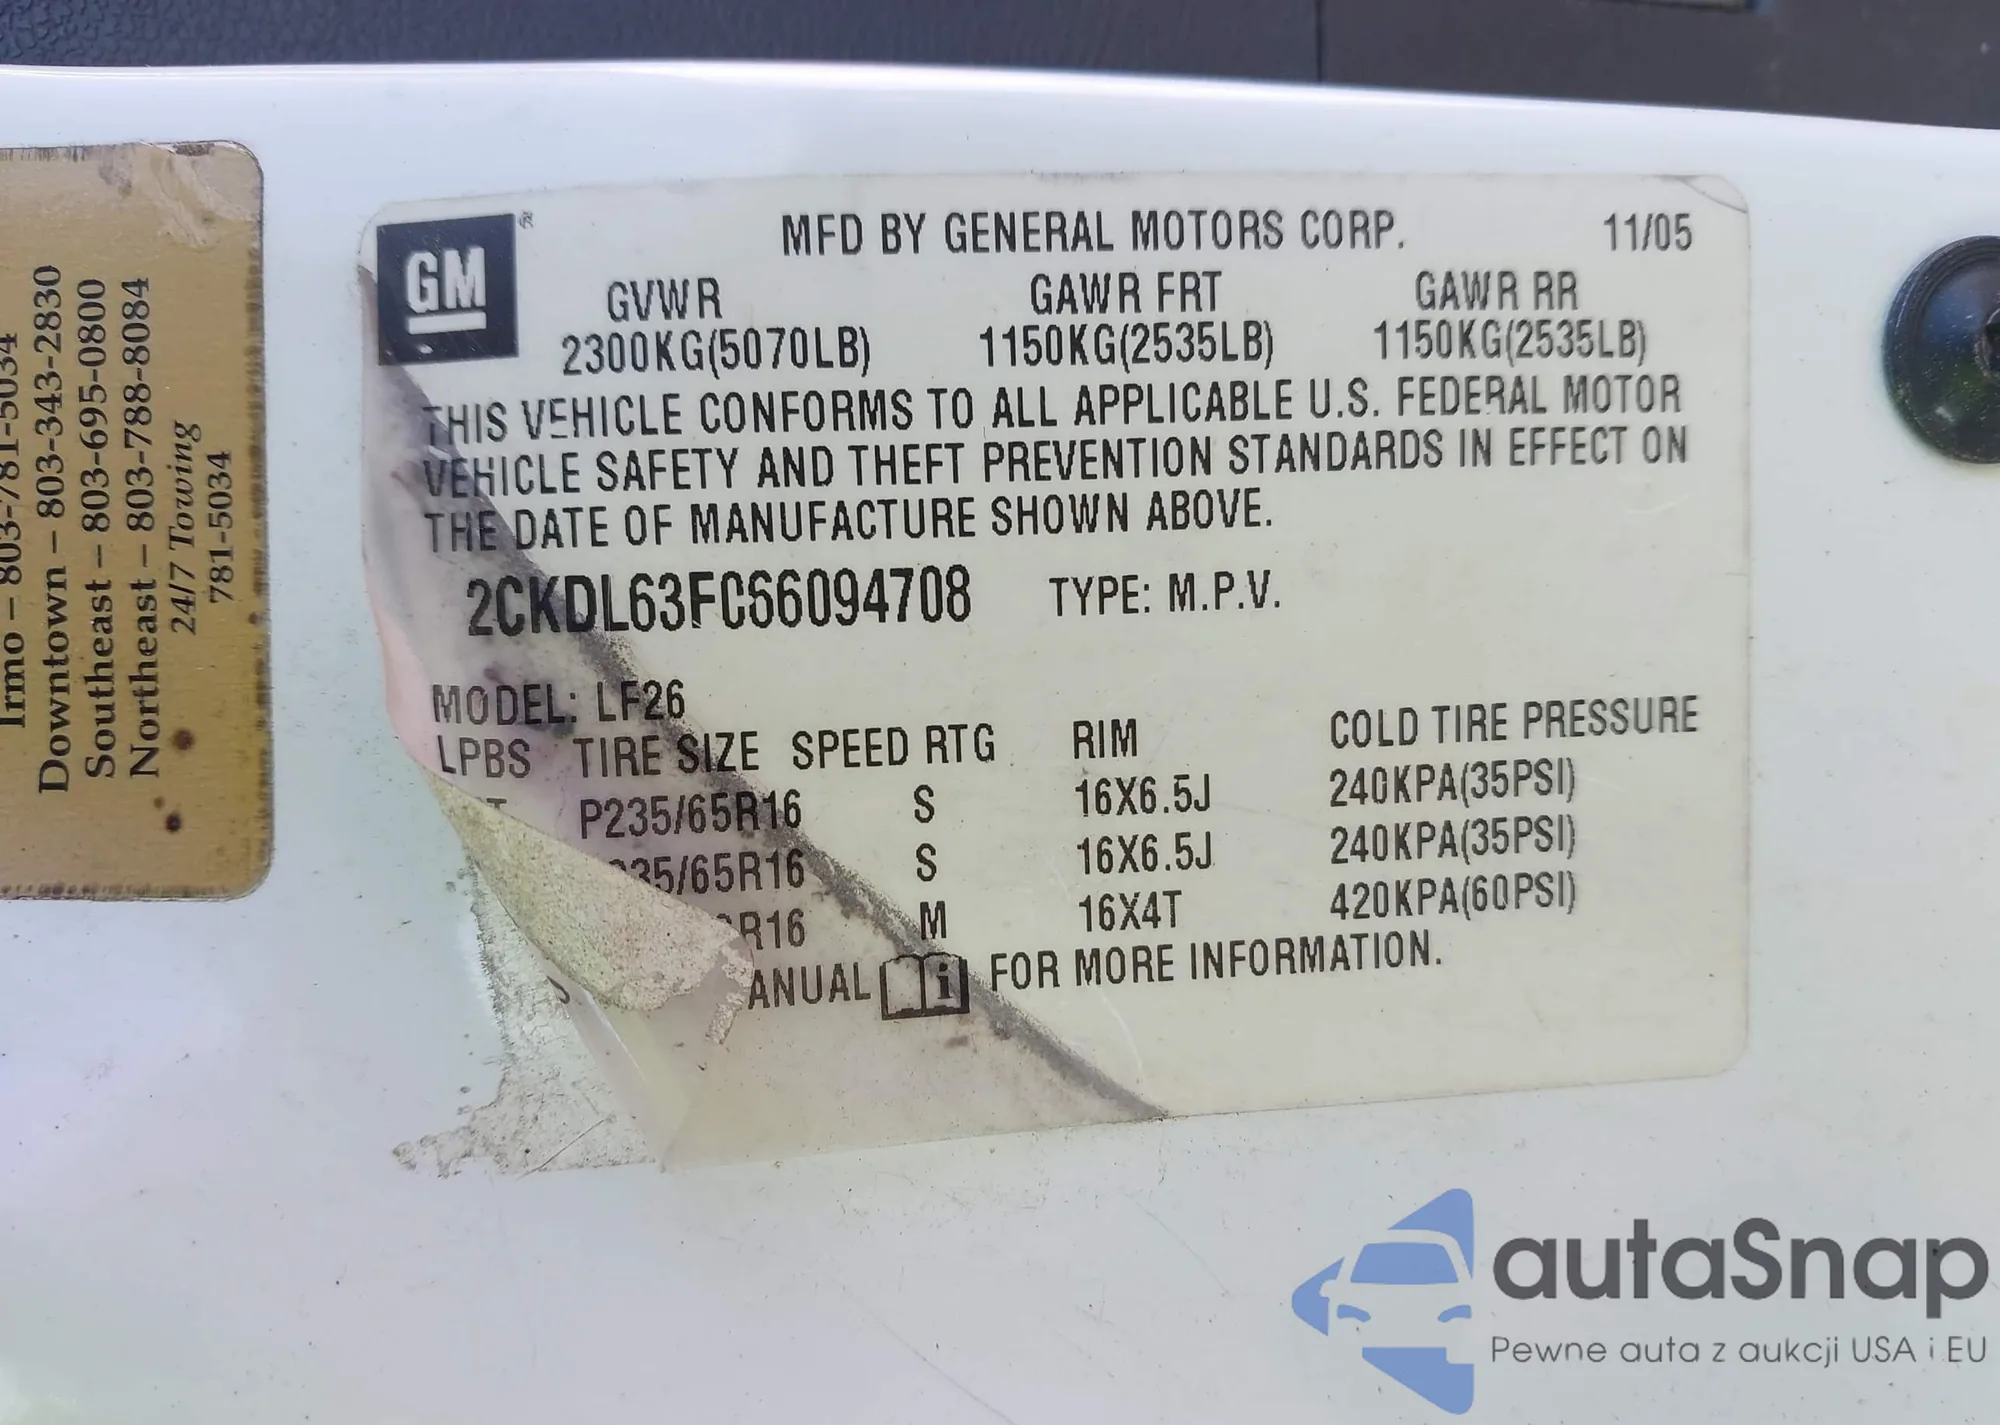 Irmo – 803-781-5034
Downtown – 803-343-2830
Southeast – 803-695-0800
Northeast – 803-788-8084
24/7 Towing
781-5034
GM ®
MFD BY GENERAL MOTORS CORP. 11/05
GVWR GAWR FRT GAWR RR
2300KG(5070LB) 1150KG(2535LB) 1150KG(2535LB)
THIS VEHICLE CONFORMS TO ALL APPLICABLE U.S. FEDERAL MOTOR
VEHICLE SAFETY AND THEFT PREVENTION STANDARDS IN EFFECT ON
THE DATE OF MANUFACTURE SHOWN ABOVE.
2CKDL63FC66094708 TYPE: M.P.V.
MODEL: LF26
LPBS TIRE SIZE SPEED RTG RIM COLD TIRE PRESSURE
P235/65R16 S 16X6.5J 240KPA(35PSI)
35/65R16 S 16X6.5J 240KPA(35PSI)
R16 M 16X4T 420KPA(60PSI)
ANUAL i FOR MORE INFORMATION.
autaSnap
Pewne auta z aukcji USA i EU